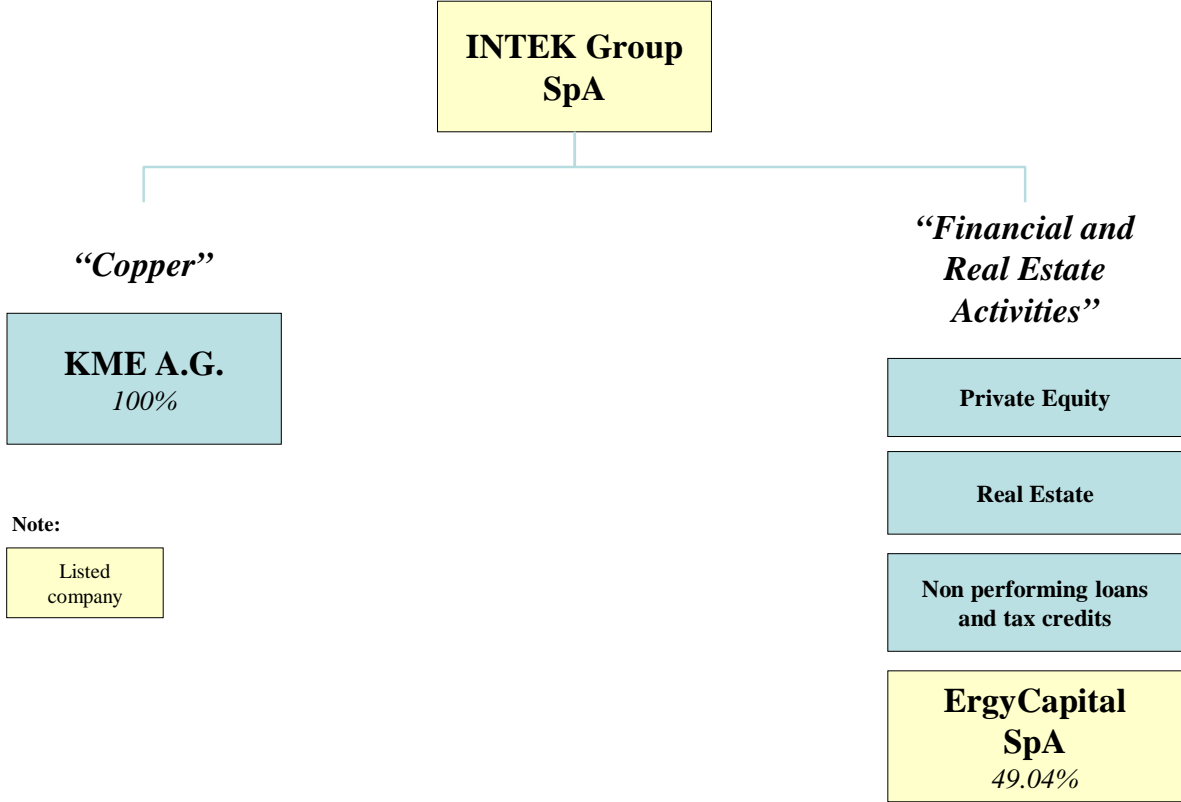 INTEK Group
SpA
“Copper”
KME A.G.
100%
Note:
Listed
company
“Financial and
Real Estate
Activities”
Private Equity
Real Estate
Non performing loans
and tax credits
ErgyCapital
SpA
49.04%